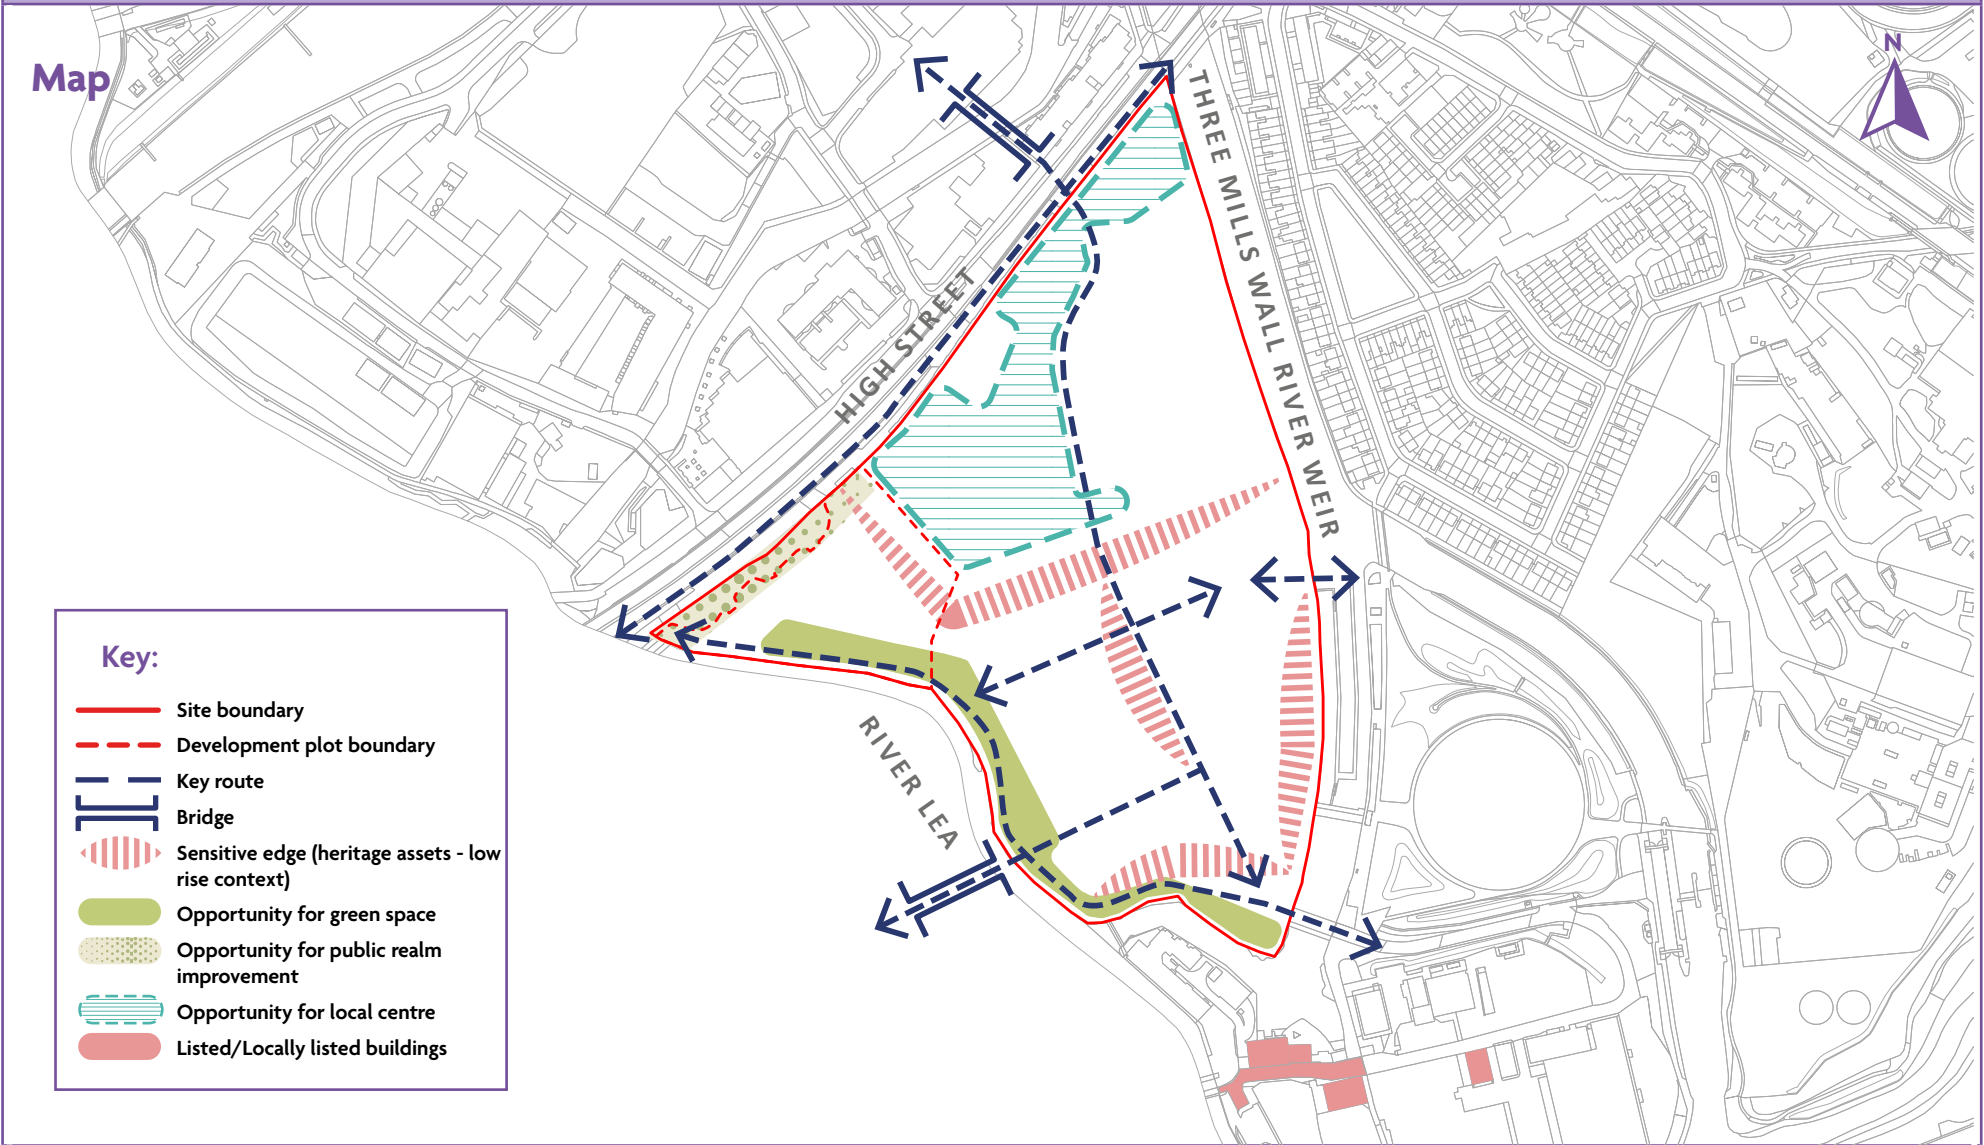 Map
N
THREE MILLS WALL RIVER WEIR
HIGH STREET
RIVER LEA
Key:
Site boundary
Development plot boundary
Key route
Bridge
Sensitive edge (heritage assets - low
rise context)
Opportunity for green space
Opportunity for public realm
improvement
Opportunity for local centre
Listed/Locally listed buildings